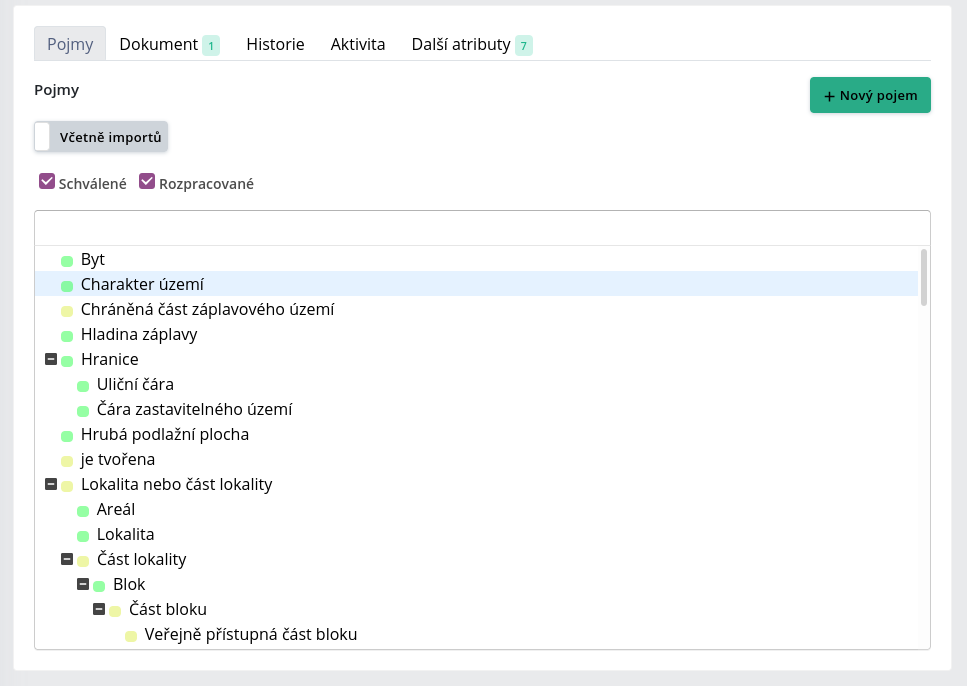 Pojmy Dokument 1 Historie Aktivita Další atributy 7
Pojmy
+ Nový pojem
Včetně importů
Schválené Rozpracované
Byt
Charakter území
Chráněná část záplavového území
Hladina záplavy
Hranice
Uliční čára
Čára zastavitelného území
Hrubá podlažní plocha
je tvořena
Lokalita nebo část lokality
Areál
Lokalita
Část lokality
Blok
Část bloku
Veřejně přístupná část bloku